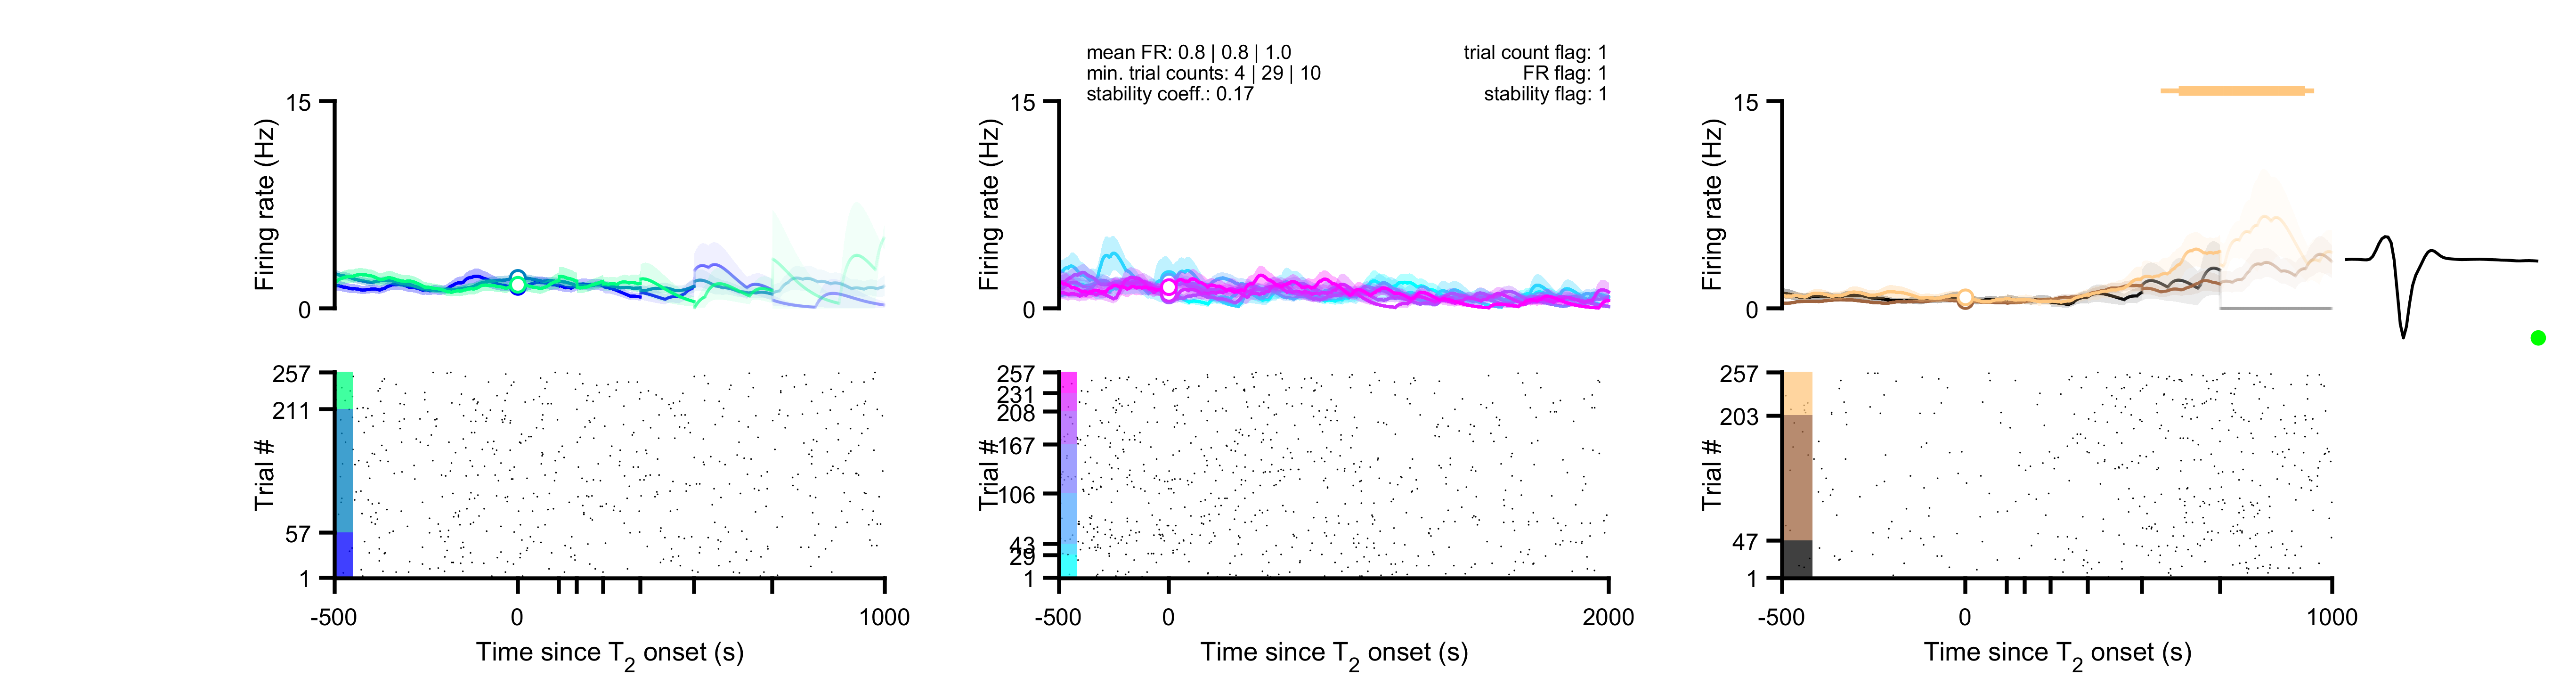 mean FR: 0.8 | 0.8 | 1.0
min. trial counts: 4 | 29 | 10
stability coeff.: 0.17
trial count flag: 1
FR flag: 1
stability flag: 1
15
Firing rate (Hz)
0
15
Firing rate (Hz)
0
15
Firing rate (Hz)
0
257
211
Trial #
57
1
-500
0
1000
Time since T2 onset (s)
257
231
208
167
Trial #
106
43
29
1
-500
0
2000
Time since T2 onset (s)
257
203
Trial #
47
1
-500
0
1000
Time since T2 onset (s)